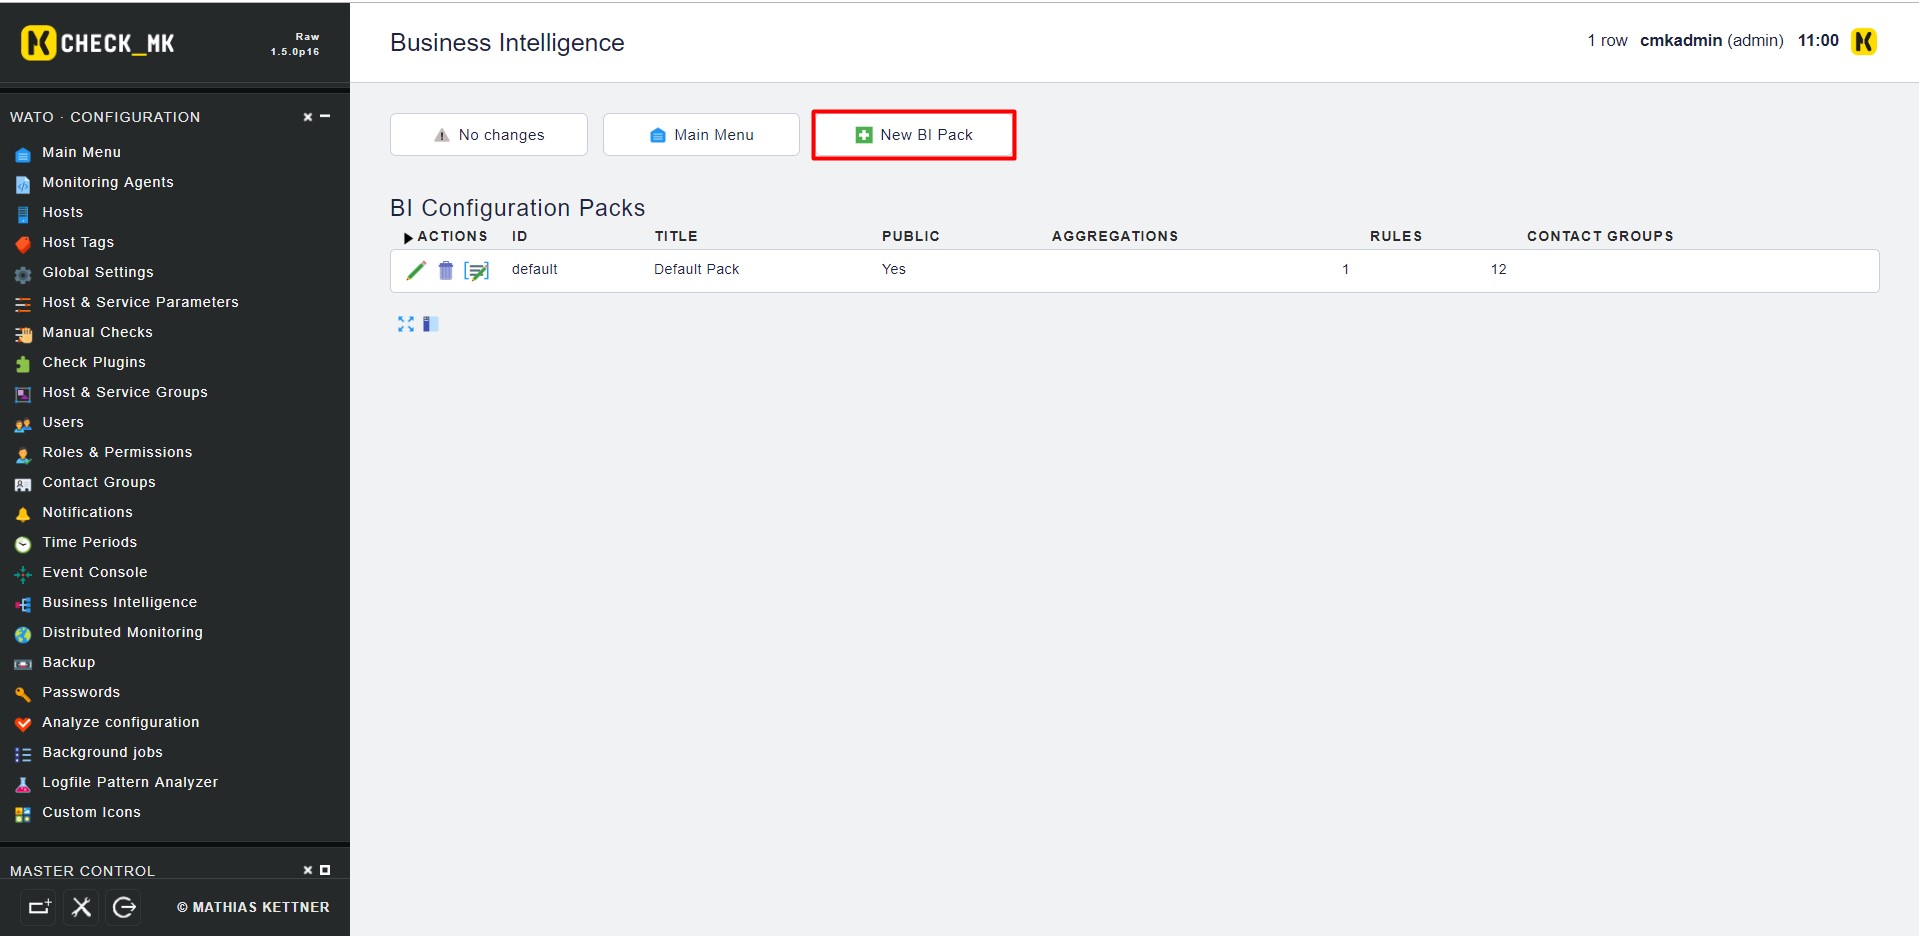 CHECK_MK
Raw
1.5.0p16
Business Intelligence
1 row cmkadmin (admin) 11:00
WATO · CONFIGURATION
Main Menu
Monitoring Agents
Hosts
Host Tags
Global Settings
Host & Service Parameters
Manual Checks
Check Plugins
Host & Service Groups
Users
Roles & Permissions
Contact Groups
Notifications
Time Periods
Event Console
Business Intelligence
Distributed Monitoring
Backup
Passwords
Analyze configuration
Background jobs
Logfile Pattern Analyzer
Custom Icons
MASTER CONTROL
© MATHIAS KETTNER
No changes
Main Menu
New BI Pack
BI Configuration Packs
ACTIONS ID TITLE PUBLIC AGGREGATIONS RULES CONTACT GROUPS
default Default Pack Yes 1 12